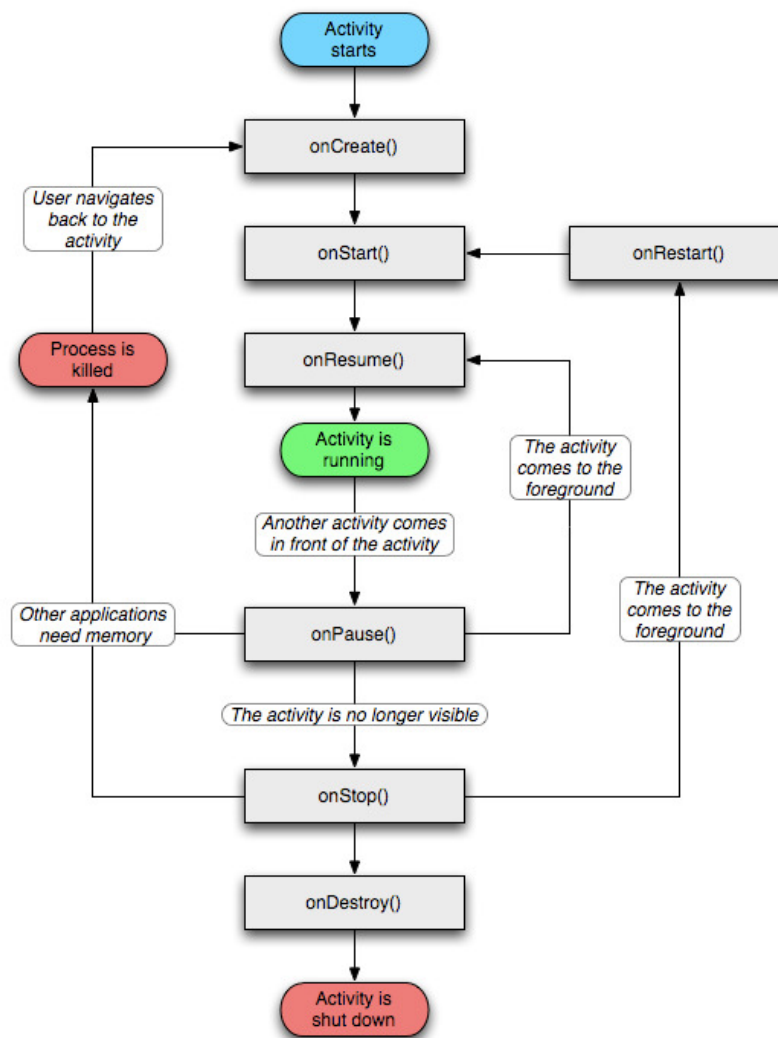 Activity
starts
onCreate()
User navigates
back to the
activity
onStart()
onRestart()
Process is
killed
onResume()
Activity is
running
The activity
comes to the
foreground
Another activity comes
in front of the activity
Other applications
need memory
onPause()
The activity
comes to the
foreground
The activity is no longer visible
onStop()
onDestroy()
Activity is
shut down